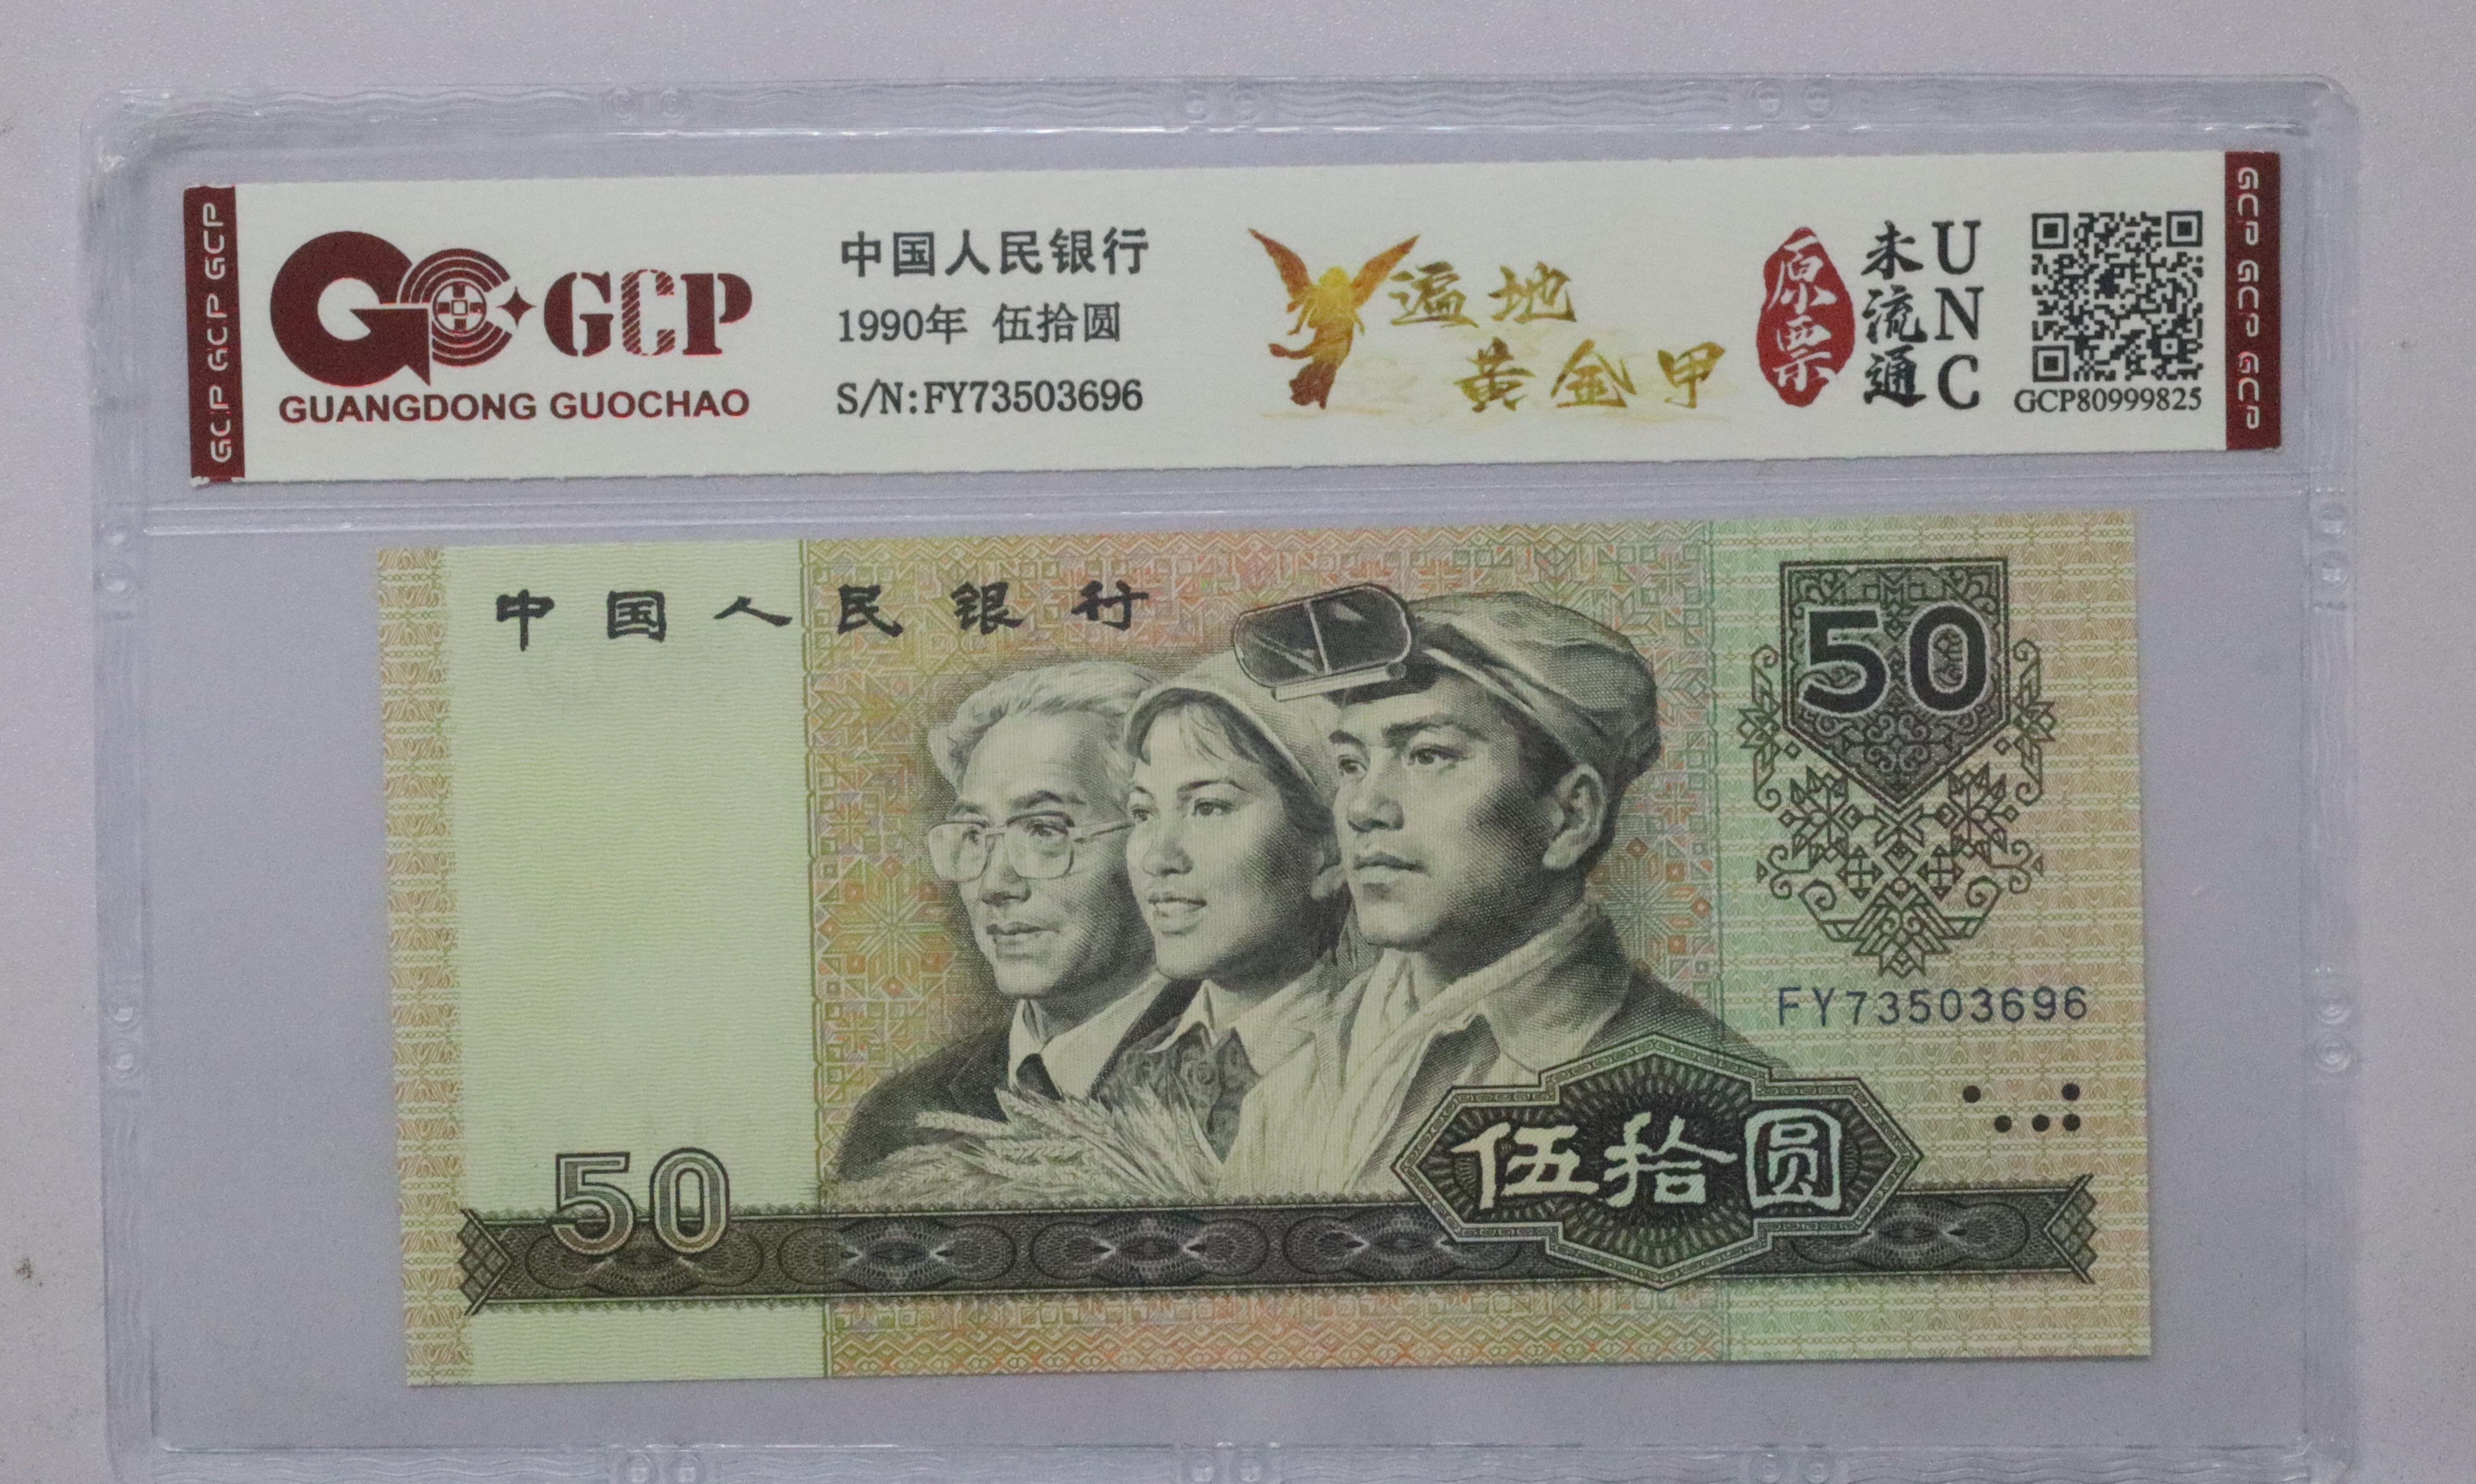 GCP GCP GCP
GCP
GUANGDONG GUOCHAO
中国人民银行
1990年 伍拾圆
S/N:FY73503696
遍地
黄金甲
原票
未流通
UNC
GCP80999825
GCP GCP GCP
中国人民银行
50
FY73503696
50
伍拾圆